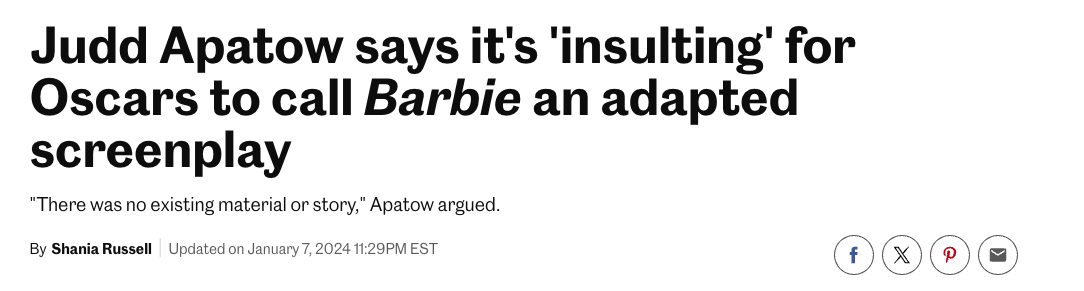 Judd Apatow says it's 'insulting' for
Oscars to call Barbie an adapted
screenplay
"There was no existing material or story," Apatow argued.
By Shania Russell | Updated on January 7, 2024 11:29PM EST